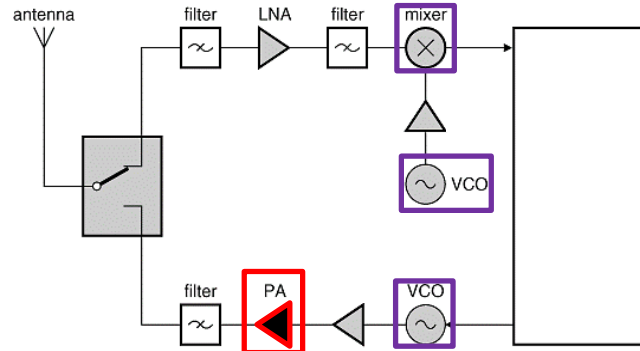 antenna
filter
LNA
filter
mixer
VCO
filter
PA
VCO